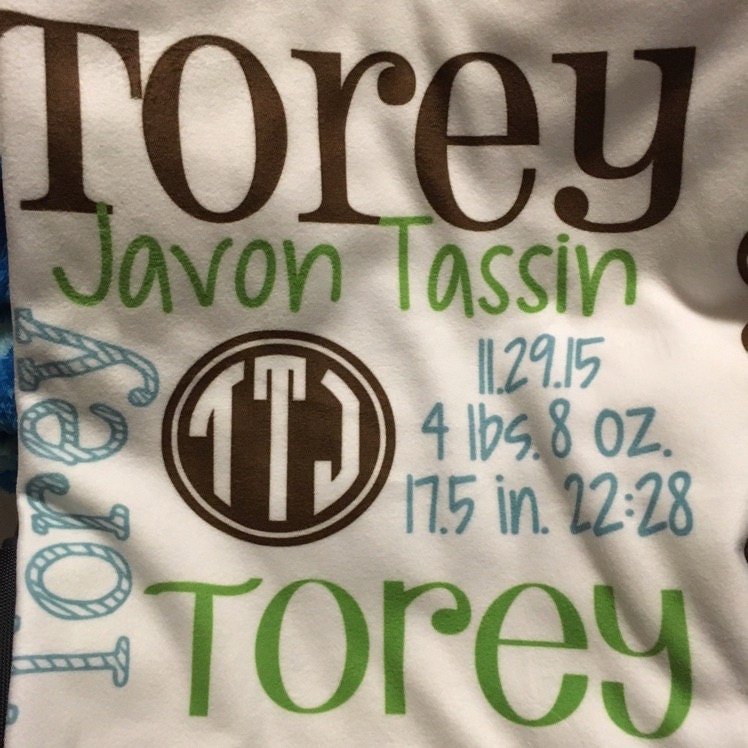 Torey
Javon Tassin
Torey
TTJ
11.29.15
4 lbs. 8 oz.
17.5 in. 22:28
Torey